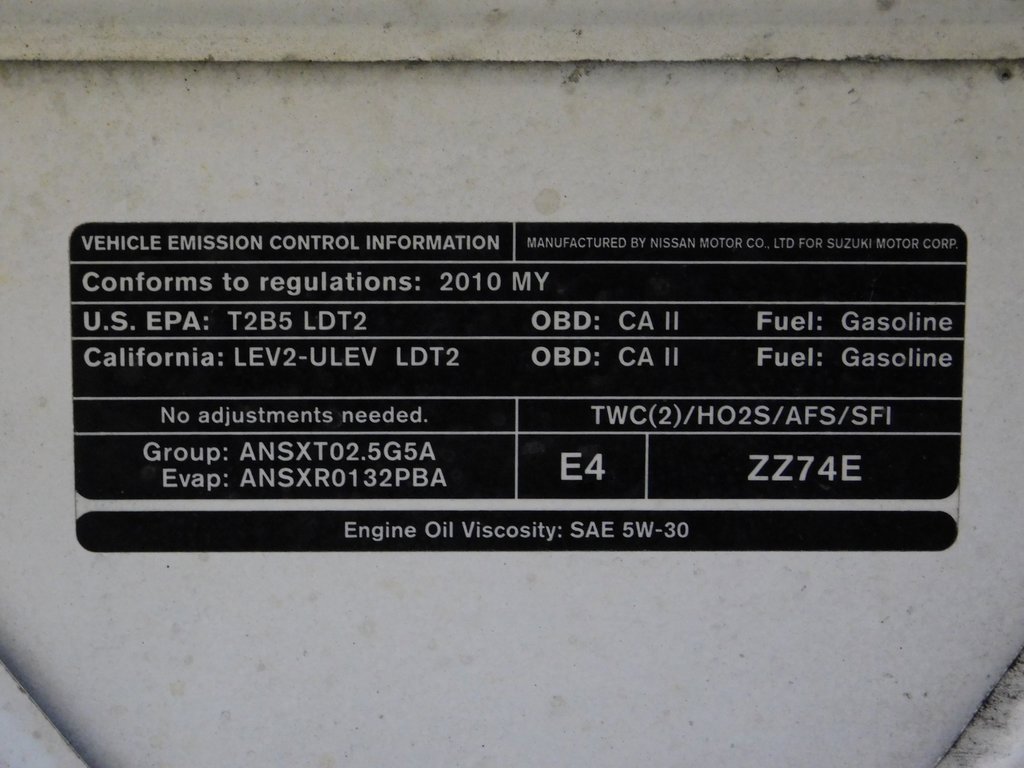 VEHICLE EMISSION CONTROL INFORMATION
MANUFACTURED BY NISSAN MOTOR CO., LTD FOR SUZUKI MOTOR CORP.
Conforms to regulations: 2010 MY
U.S. EPA: T2B5 LDT2 OBD: CA II Fuel: Gasoline
California: LEV2-ULEV LDT2 OBD: CA II Fuel: Gasoline
No adjustments needed.
TWC(2)/HO2S/AFS/SFI
Group: ANSXT02.5G5A
Evap: ANSXR0132PBA
E4
ZZ74E
Engine Oil Viscosity: SAE 5W-30